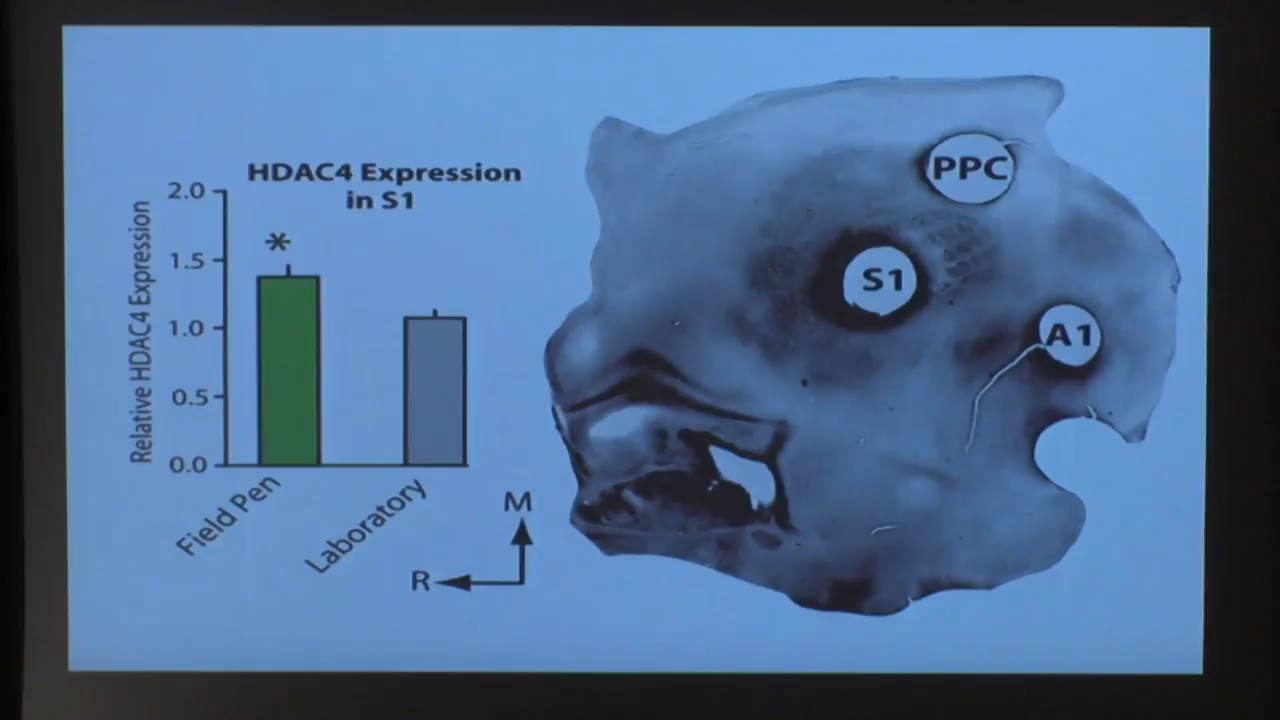 HDAC4 Expression
in S1
Relative HDAC4 Expression
2.0
1.5
1.0
0.5
0.0
*
Field Pen
Laboratory
M
R
PPC
S1
A1